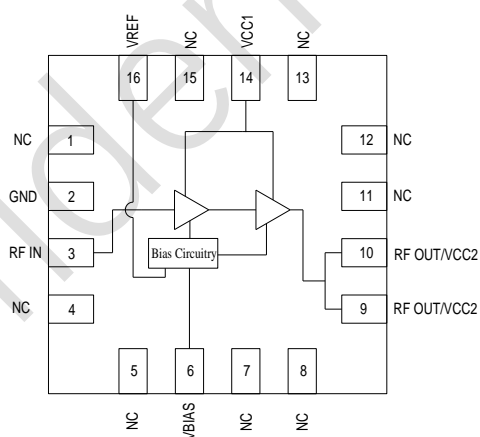 VREF
NC
VCC1
NC
16
15
14
13
NC 1
12 NC
GND 2
11 NC
RF IN 3
Bias Circuitry
10 RF OUT/VCC2
NC 4
9 RF OUT/VCC2
5
6
7
8
NC
VBIAS
NC
NC